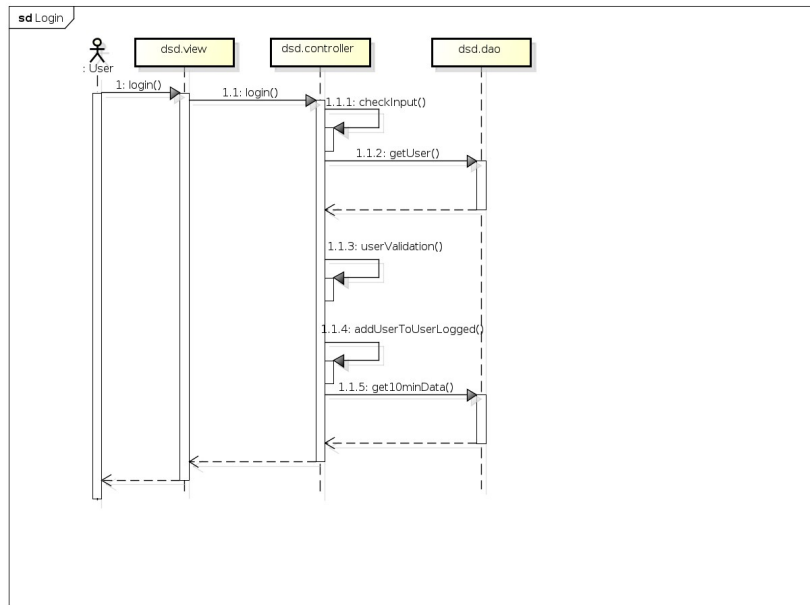 sd Login
dsd.view
dsd.controller
dsd.dao
: User
1: login()
1.1: login()
1.1.1: checkInput()
1.1.2: getUser()
1.1.3: userValidation()
1.1.4: addUserToUserLogged()
1.1.5: get10minData()